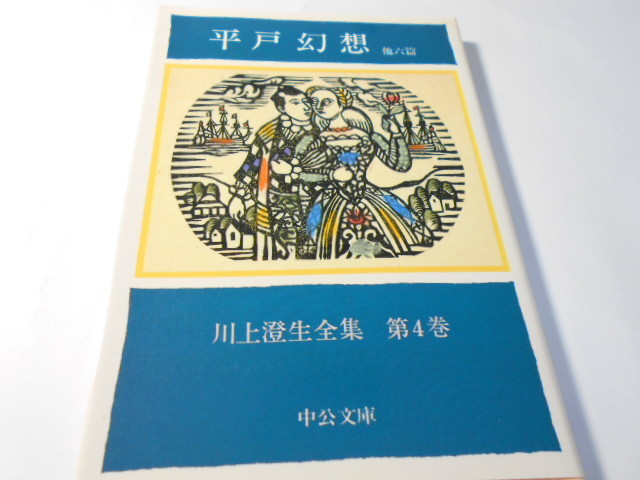 平戸幻想 他六篇
川上澄生全集 第4巻
中公文庫